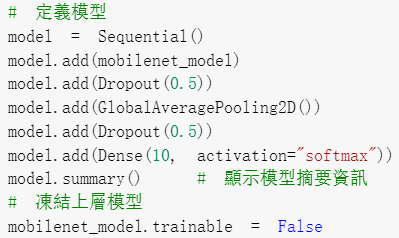 # 定義模型
model = Sequential()
model.add(mobilenet_model)
model.add(Dropout(0.5))
model.add(GlobalAveragePooling2D())
model.add(Dropout(0.5))
model.add(Dense(10, activation="softmax"))
model.summary() # 顯示模型摘要資訊
# 凍結上層模型
mobilenet_model.trainable = False